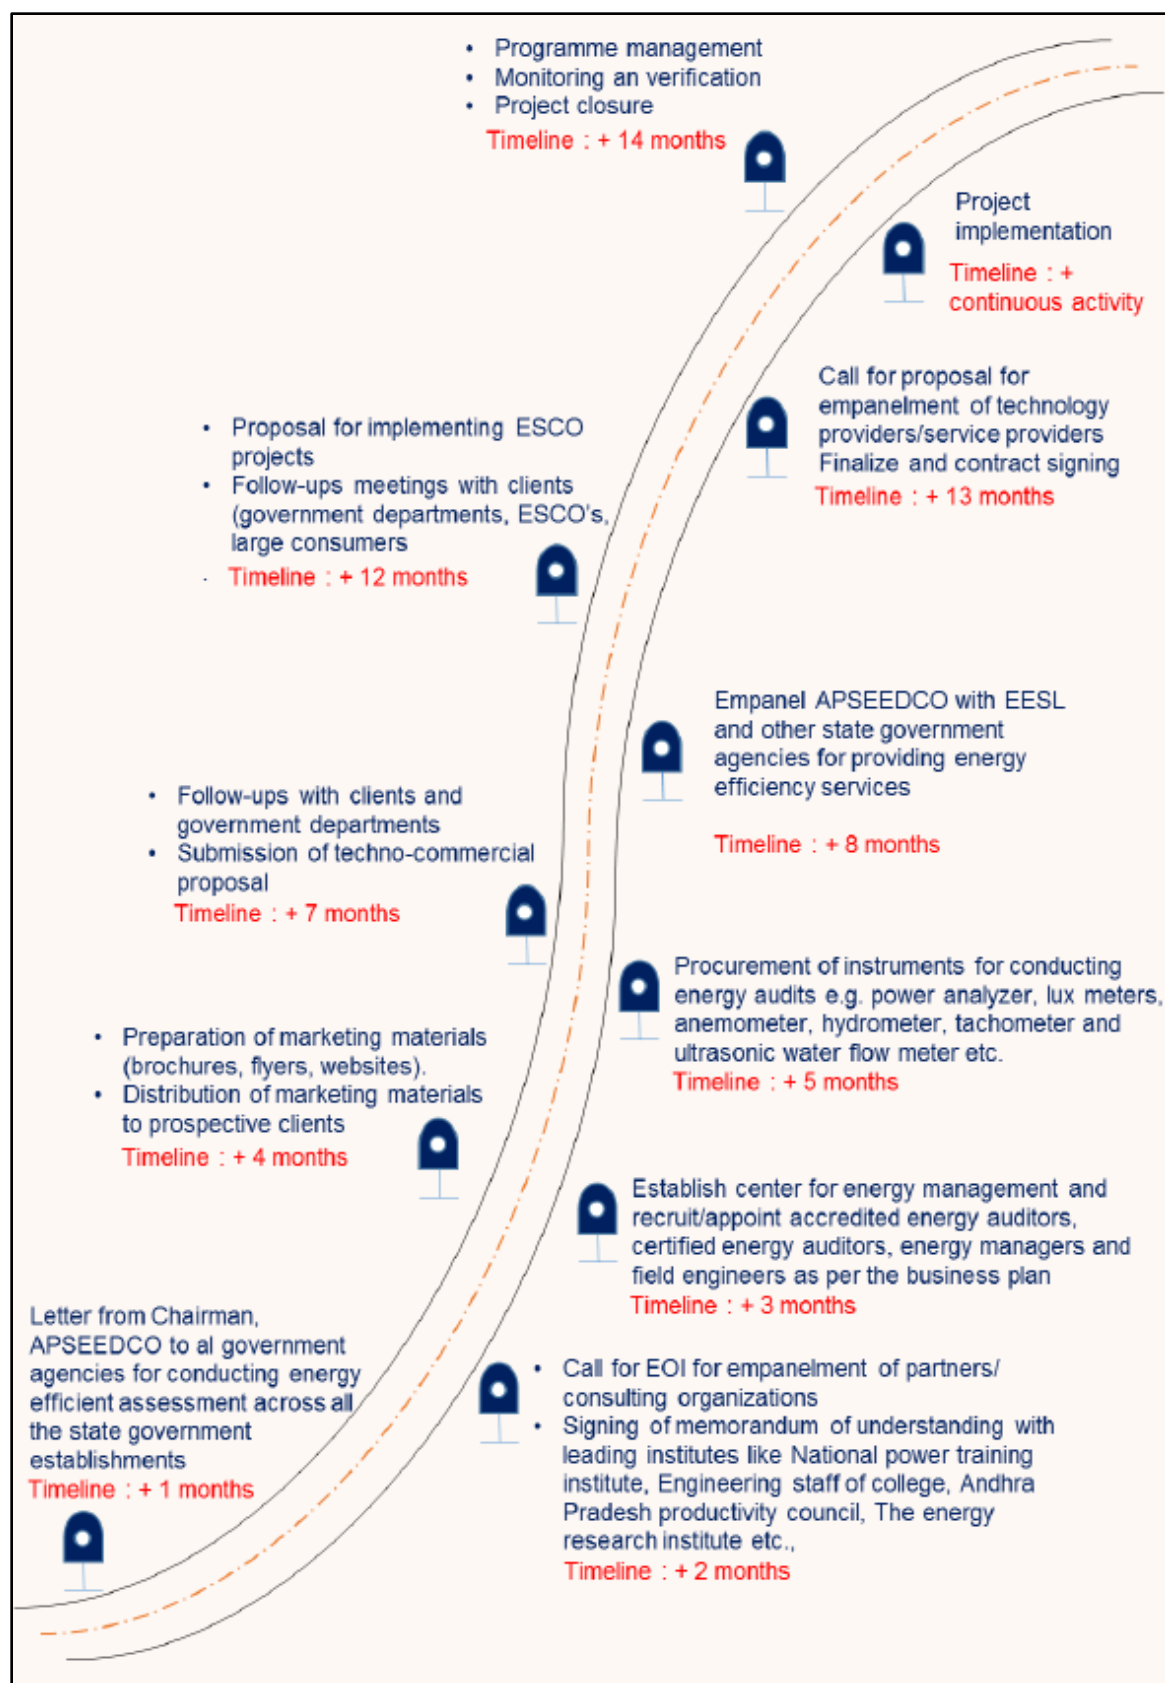 • Programme management
• Monitoring an verification
• Project closure
Timeline : + 14 months
Project
implementation
Timeline : +
continuous activity
Call for proposal for
empanelment of technology
providers/service providers
Finalize and contract signing
Timeline : + 13 months
• Proposal for implementing ESCO
projects
• Follow-ups meetings with clients
(government departments, ESCO's,
large consumers
. Timeline : + 12 months
Empanel APSEEDCO with EESL
and other state government
agencies for providing energy
efficiency services
Timeline : + 8 months
• Follow-ups with clients and
government departments
• Submission of techno-commercial
proposal
Timeline : + 7 months
Procurement of instruments for conducting
energy audits e.g. power analyzer, lux meters,
anemometer, hydrometer, tachometer and
ultrasonic water flow meter etc.
Timeline : + 5 months
• Preparation of marketing materials
(brochures, flyers, websites).
• Distribution of marketing materials
to prospective clients
Timeline : + 4 months
Establish center for energy management and
recruit/appoint accredited energy auditors,
certified energy auditors, energy managers and
field engineers as per the business plan
Timeline : + 3 months
• Call for EOI for empanelment of partners/
consulting organizations
• Signing of memorandum of understanding with
leading institutes like National power training
institute, Engineering staff of college, Andhra
Pradesh productivity council, The energy
research institute etc.,
Timeline : + 2 months
Letter from Chairman,
APSEEDCO to al government
agencies for conducting energy
efficient assessment across all
the state government
establishments
Timeline : + 1 months